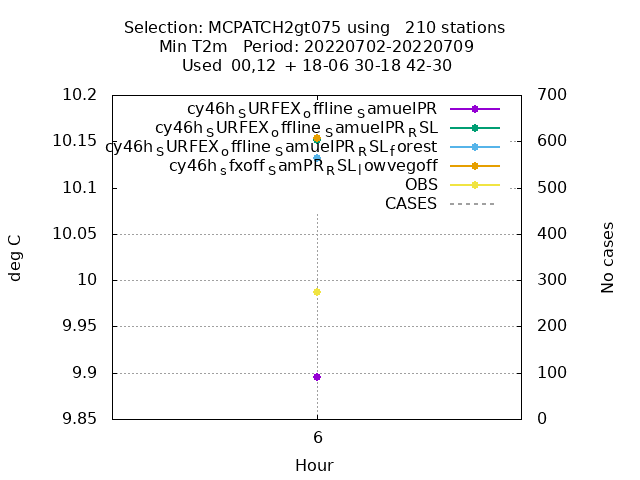 Selection: MCPATCH2gt075 using   210 stations
Min T2m   Period: 20220702-20220709
Used  00,12  + 18-06 30-18 42-30
10.2
10.15
10.1
10.05
10
9.95
9.9
9.85
deg C
cy46h_SURFEX_offline_SamuelPR
cy46h_SURFEX_offline_SamuelPR_RSL
cy46h_SURFEX_offline_SamuelPR_RSL_forest
cy46h_sfxoff_SamPR_RSL_lowvegoff
OBS
CASES
700
600
500
400
300
200
100
0
No cases
6
Hour